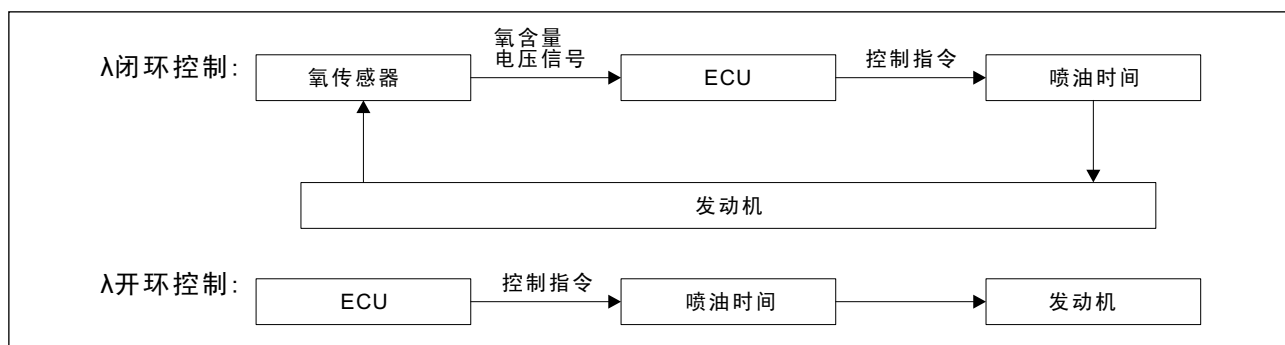 λ闭环控制:
氧传感器
氧含量
电压信号
ECU
控制指令
喷油时间
发动机
λ开环控制:
ECU
控制指令
喷油时间
发动机